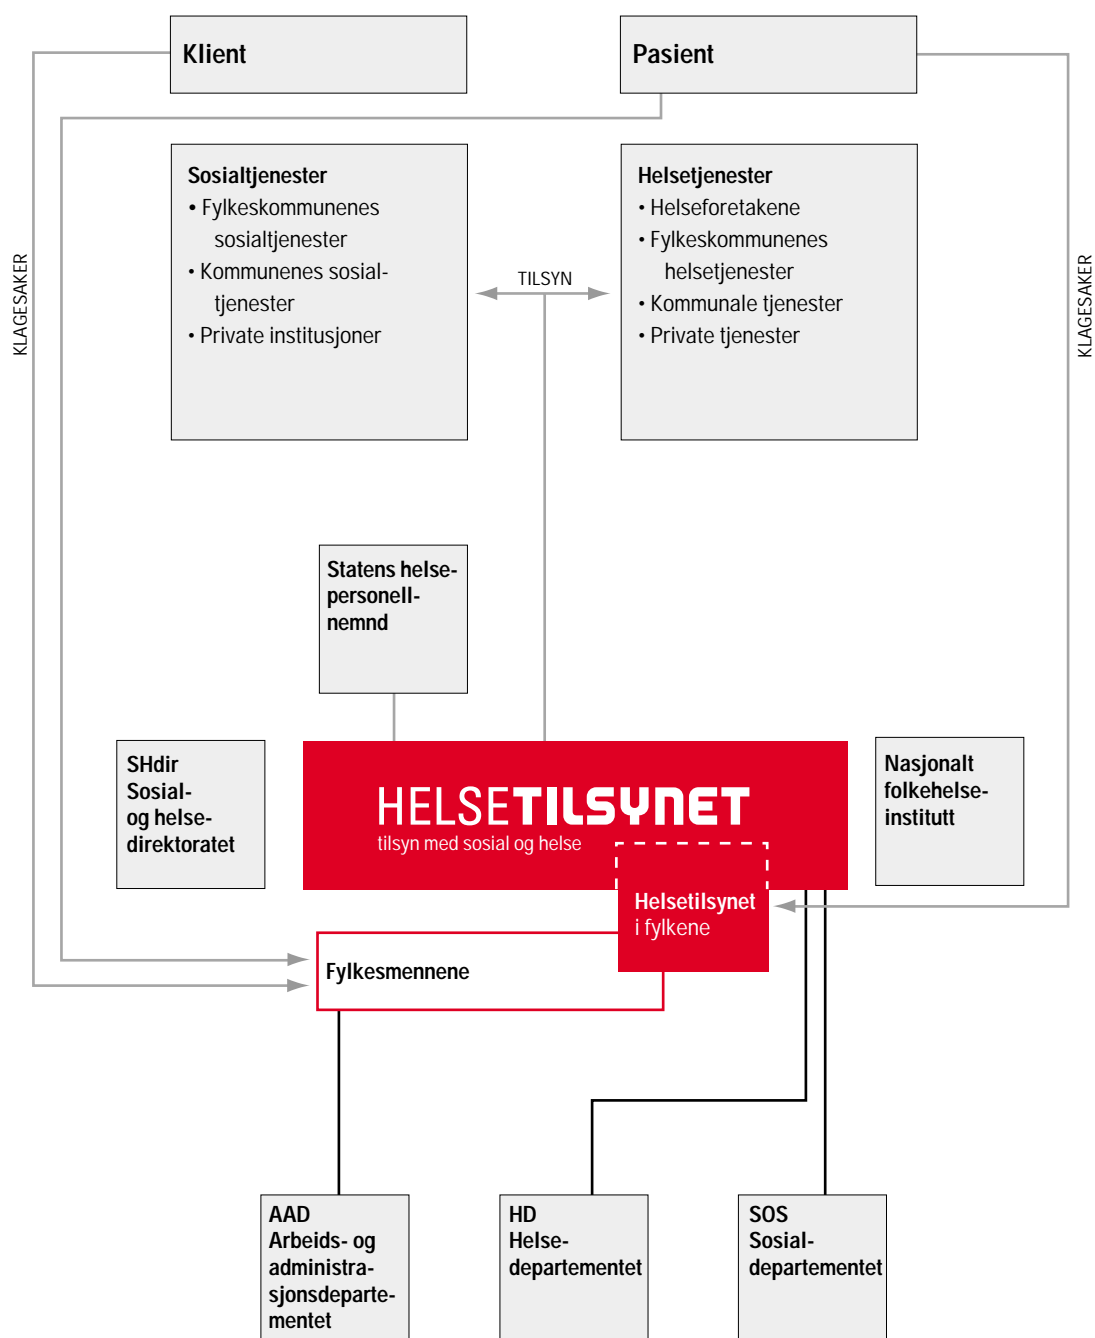 Klient
Pasient
Sosialtjenester
• Fylkeskommunenes
sosialtjenester
• Kommunenes sosial-
tjenester
• Private institusjoner
Helsetjenester
• Helseforetakene
• Fylkeskommunenes
helsetjenester
• Kommunale tjenester
• Private tjenester
KLAGESAKER
TILSYN
KLAGESAKER
Statens helse-
personell-
nemnd
SHdir
Sosial-
og helse-
direktoratet
HELSETILSYNET
tilsyn med sosial og helse
Nasjonalt
folkehelse-
institutt
Helsetilsynet
i fylkene
Fylkesmennene
AAD
Arbeids- og
administra-
sjonsdeparte-
mentet
HD
Helse-
departementet
SOS
Sosial-
departementet